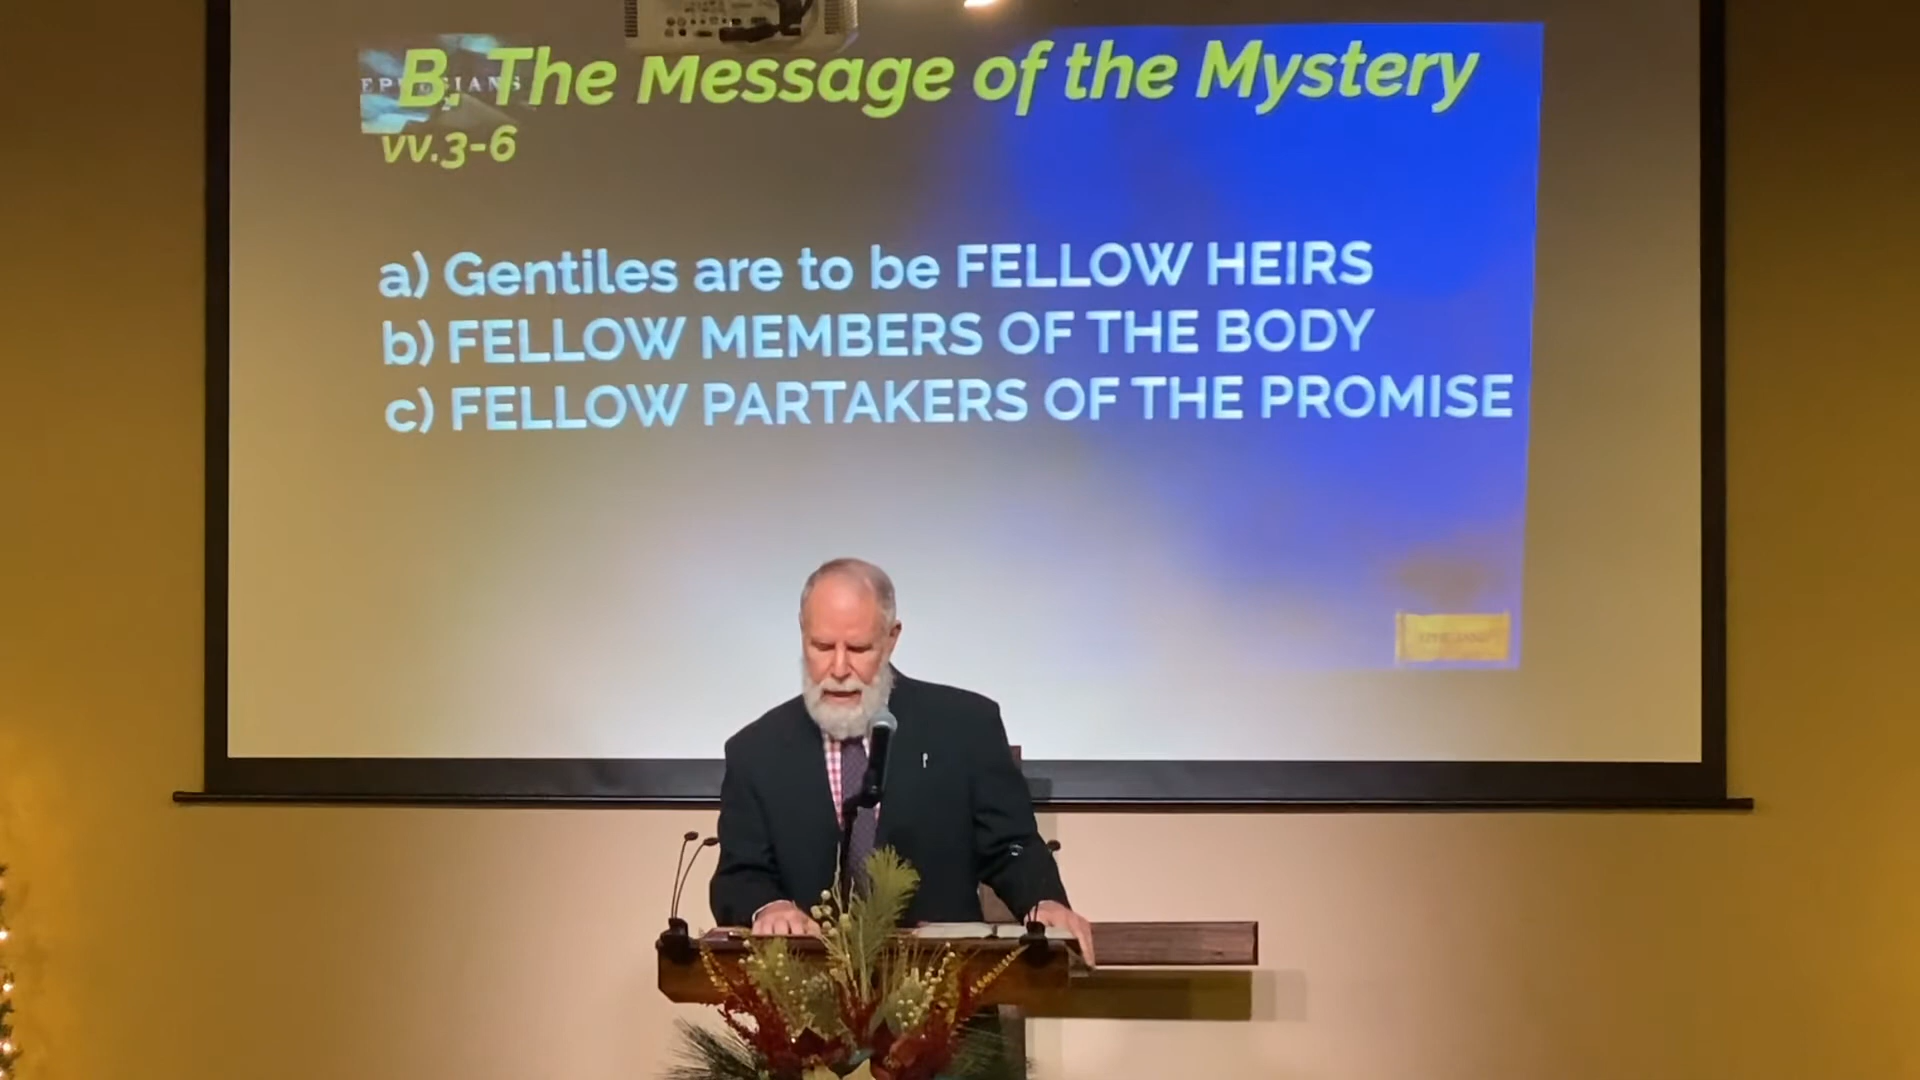 B. The Message of the Mystery
EPHESIANS
vv.3-6
a) Gentiles are to be FELLOW HEIRS
b) FELLOW MEMBERS OF THE BODY
c) FELLOW PARTAKERS OF THE PROMISE